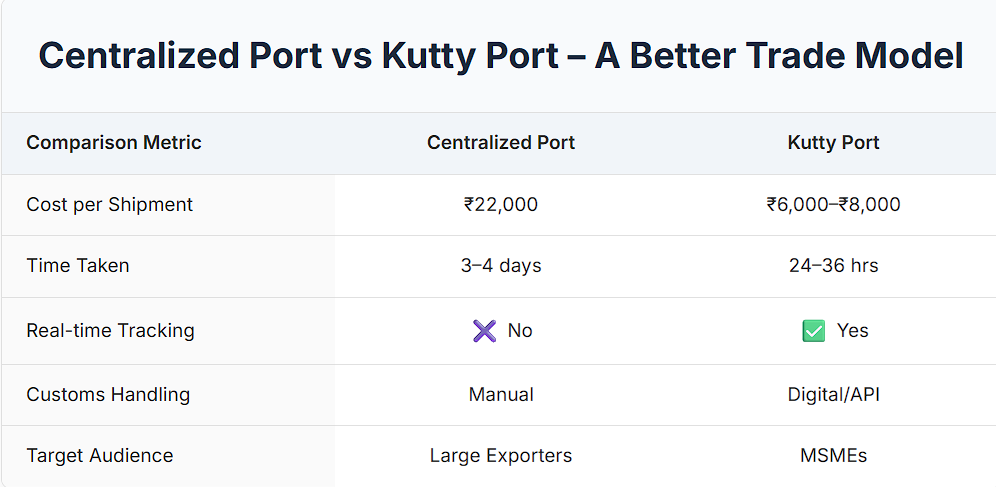 Centralized Port vs Kutty Port – A Better Trade Model
Comparison Metric Centralized Port Kutty Port
Cost per Shipment ₹22,000 ₹6,000–₹8,000
Time Taken 3–4 days 24–36 hrs
Real-time Tracking ❌ No ✅ Yes
Customs Handling Manual Digital/API
Target Audience Large Exporters MSMEs